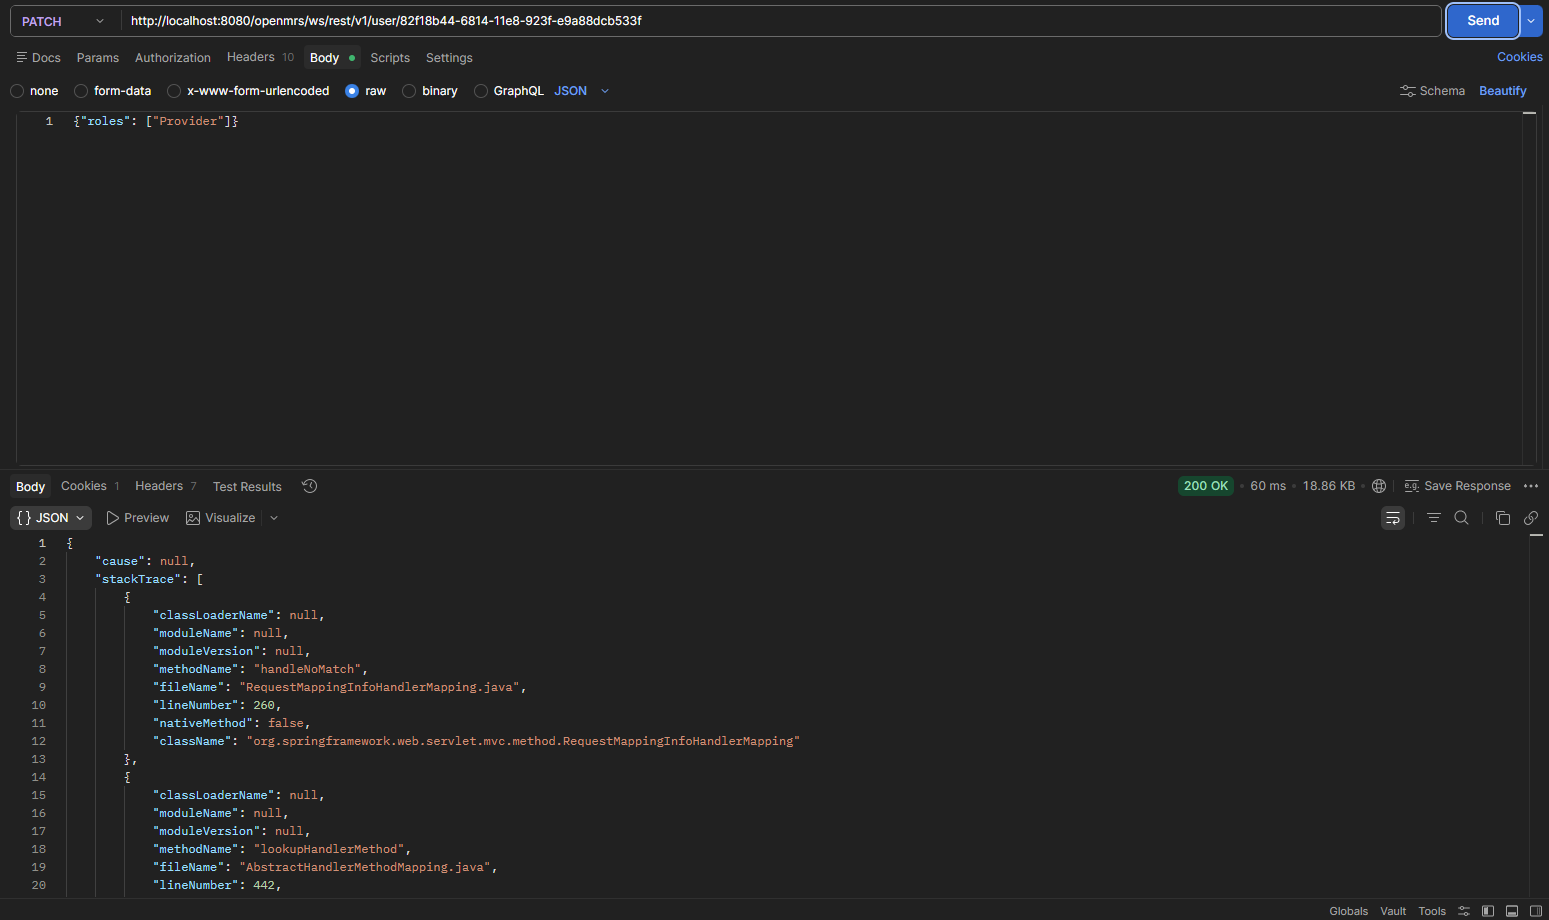 PATCH http://localhost:8080/openmrs/ws/rest/v1/user/82f18b44-6814-11e8-923f-e9a88dcb533f Send
Docs Params Authorization Headers 10 Body Scripts Settings Cookies
none form-data x-www-form-urlencoded raw binary GraphQL JSON Schema Beautify
1 {"roles": ["Provider"]}
Body Cookies 1 Headers 7 Test Results 200 OK 60 ms 18.86 KB e.g. Save Response
{} JSON Preview Visualize
1 {
2 "cause": null,
3 "stackTrace": [
4 {
5 "classLoaderName": null,
6 "moduleName": null,
7 "moduleVersion": null,
8 "methodName": "handleNoMatch",
9 "fileName": "RequestMappingInfoHandlerMapping.java",
10 "lineNumber": 260,
11 "nativeMethod": false,
12 "className": "org.springframework.web.servlet.mvc.method.RequestMappingInfoHandlerMapping"
13 },
14 {
15 "classLoaderName": null,
16 "moduleName": null,
17 "moduleVersion": null,
18 "methodName": "lookupHandlerMethod",
19 "fileName": "AbstractHandlerMethodMapping.java",
20 "lineNumber": 442,
Globals Vault Tools